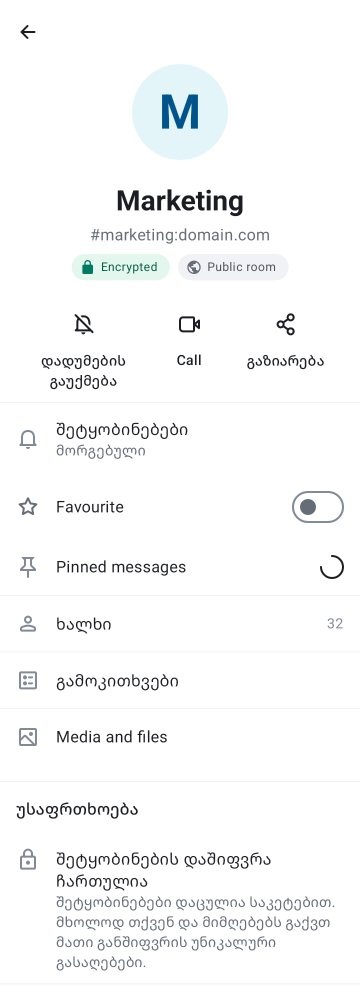 M
Marketing
#marketing:domain.com
Encrypted
Public room
დადუმების
გაუქმება
Call
გაზიარება
შეტყობინებები
მორგებული
Favourite
Pinned messages
ხალხი
32
გამოკითხვები
Media and files
უსაფრთხოება
შეტყობინების დაშიფვრა
ჩართულია
შეტყობინებები დაცულია საკეტებით.
მხოლოდ თქვენ და მიმღებებს გაქვთ
მათი განშიფვრის უნიკალური
გასაღებები.